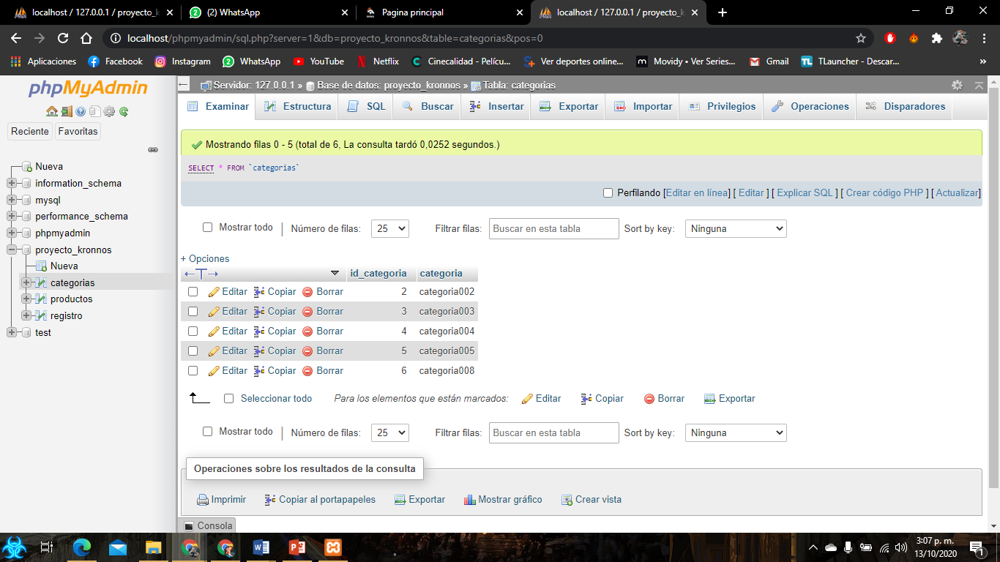 localhost / 127.0.0.1 / proyecto_k
(2) WhatsApp
Pagina principal
localhost / 127.0.0.1 / proyecto_k
localhost/phpmyadmin/sql.php?server=1&db=proyecto_kronnos&table=categorias&pos=0
Aplicaciones Facebook Instagram WhatsApp YouTube Netflix Cinecalidad - Pelícu... Ver deportes online... Movidy • Ver Series... Gmail TLauncher - Descar...
phpMyAdmin
Reciente Favoritas
Nueva
information_schema
mysql
performance_schema
phpmyadmin
proyecto_kronnos
Nueva
categorias
productos
registro
test
Servidor: 127.0.0.1 » Base de datos: proyecto_kronnos » Tabla: categorias
Examinar Estructura SQL Buscar Insertar Exportar Importar Privilegios Operaciones Disparadores
Mostrando filas 0 - 5 (total de 6, La consulta tardó 0,0252 segundos.)
SELECT * FROM `categorias`
Perfilando [Editar en línea] [ Editar ] [ Explicar SQL ] [ Crear código PHP ] [ Actualizar]
Mostrar todo | Número de filas: 25 Filtrar filas: Buscar en esta tabla Sort by key: Ninguna
+ Opciones
id_categoria categoria
Editar Copiar Borrar 2 categoria002
Editar Copiar Borrar 3 categoria003
Editar Copiar Borrar 4 categoria004
Editar Copiar Borrar 5 categoria005
Editar Copiar Borrar 6 categoria008
Seleccionar todo Para los elementos que están marcados: Editar Copiar Borrar Exportar
Mostrar todo | Número de filas: 25 Filtrar filas: Buscar en esta tabla Sort by key: Ninguna
Operaciones sobre los resultados de la consulta
Imprimir Copiar al portapapeles Exportar Mostrar gráfico Crear vista
Consola
3:07 p. m.
13/10/2020
1